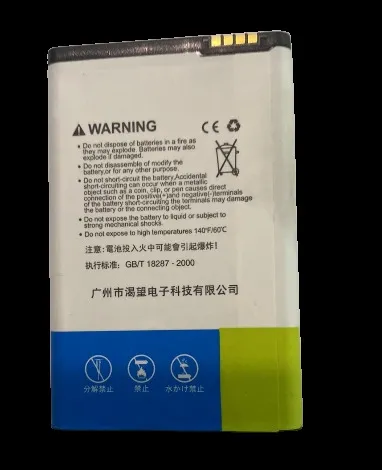 WARNING
• Do not dispose of batteries in a fire as
they may explode. Batteries may also
explode if damaged.
• Do not disassemble of modify the
battery,or for any other purpose.
• Do not short-circuit the battery,Accidental
short-circuiting can occur when a metallic
object such as a coin, clip, or pen causes direct
connection of the positive(+)and(negative(-)terminals
of the battery short-circuiting the terminals may damage
the battery or the connecting object.
• Do not expose the battery to liquid or subject to
strong mechanical shocks.
• Do not expose to high temperature 140°F/60℃
注意:電池投入火中可能會引起爆炸!
执行标准: GB/T 18287 - 2000
广州市渴望电子科技有限公司
分解禁止 禁止 水かけ禁止